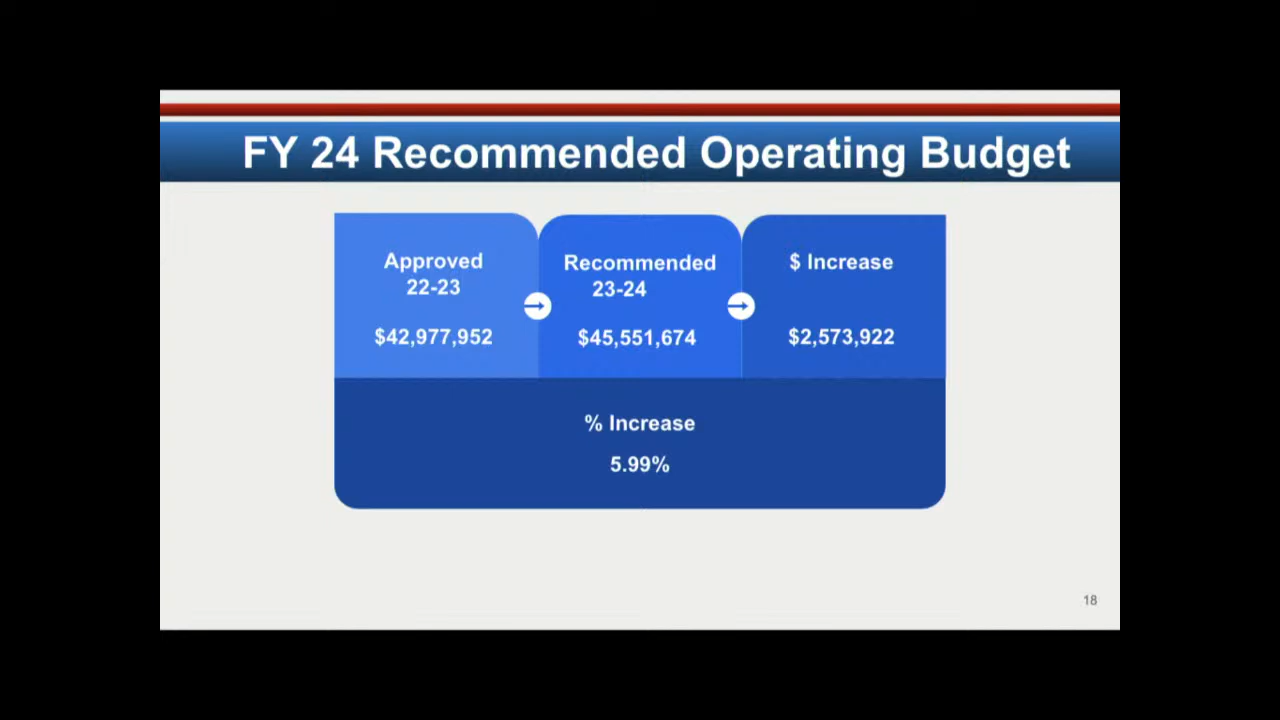 FY 24 Recommended Operating Budget
Approved
22-23
$42,977,952
Recommended
23-24
$45,551,674
$ Increase
$2,573,922
% Increase
5.99%
18